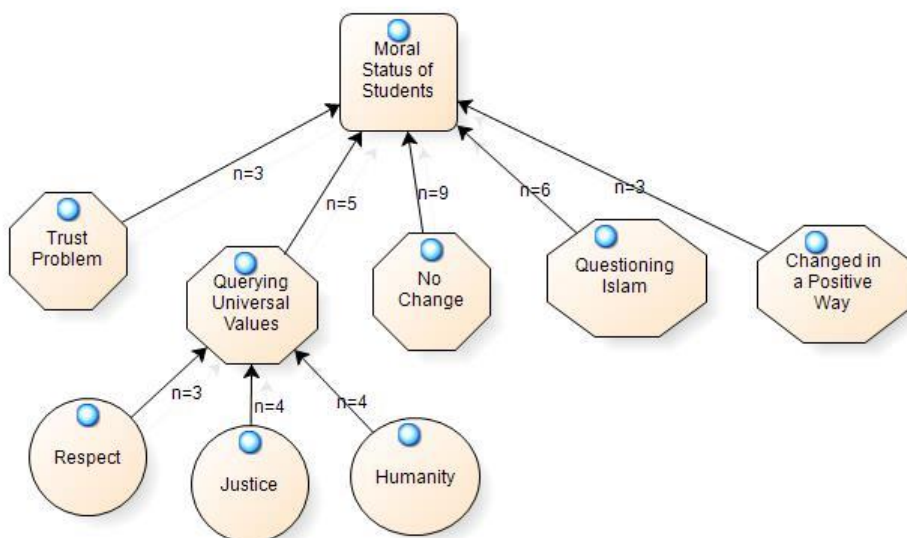 Moral
Status of
Students
n=3
n=5
n=9
n=6
n=3
Trust
Problem
Querying
Universal
Values
No
Change
Questioning
Islam
Changed in
a Positive
Way
n=3
n=4
n=4
Respect
Justice
Humanity